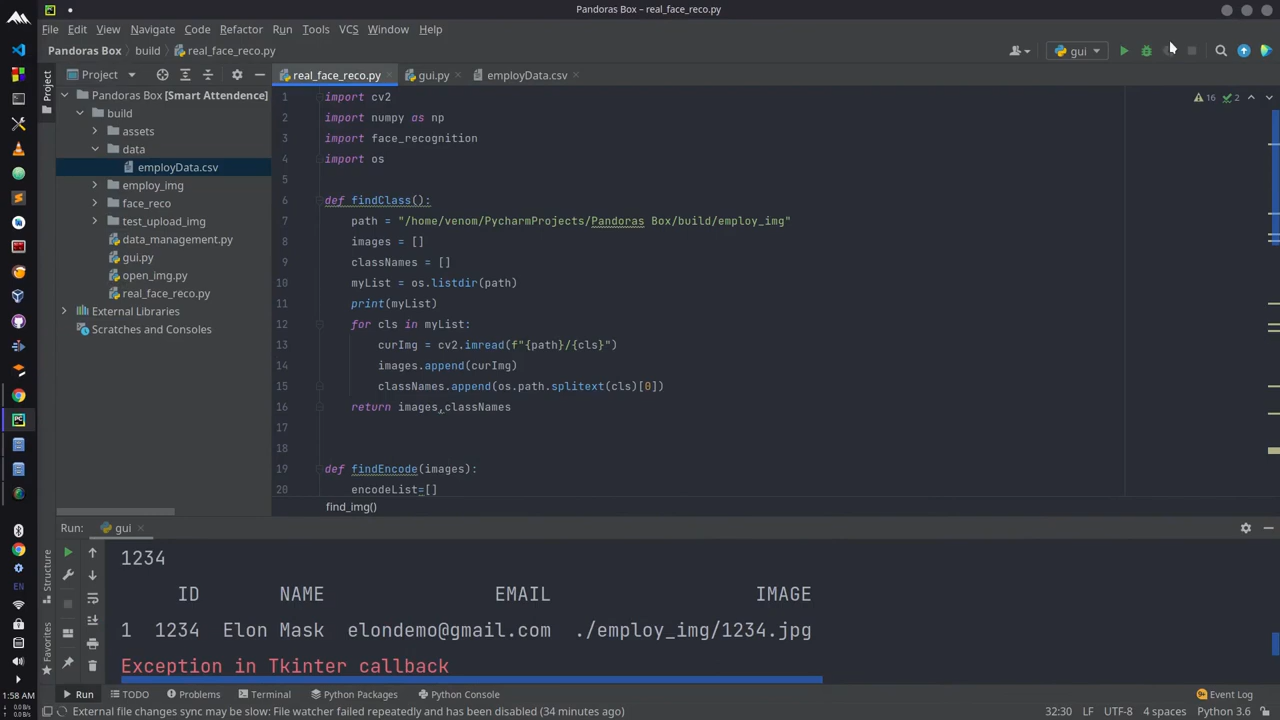 Pandoras Box – real_face_reco.py
File Edit View Navigate Code Refactor Run Tools VCS Window Help
Pandoras Box build real_face_reco.py gui
Project real_face_reco.py gui.py employData.csv
Project
Pandoras Box [Smart Attendence]
build
assets
data
employData.csv
employ_img
face_reco
test_upload_img
data_management.py
gui.py
open_img.py
real_face_reco.py
External Libraries
Scratches and Consoles
16 2
1 import cv2
2 import numpy as np
3 import face_recognition
4 import os
5
6 def findClass():
7 path = "/home/venom/PycharmProjects/Pandoras Box/build/employ_img"
8 images = []
9 classNames = []
10 myList = os.listdir(path)
11 print(myList)
12 for cls in myList:
13 curImg = cv2.imread(f"{path}/{cls}")
14 images.append(curImg)
15 classNames.append(os.path.splitext(cls)[0])
16 return images,classNames
17
18
19 def findEncode(images):
20 encodeList=[]
find_img()
Run: gui
1234
ID NAME EMAIL IMAGE
1 1234 Elon Mask elondemo@gmail.com ./employ_img/1234.jpg
Exception in Tkinter callback
Structure
Favorites
Run TODO Problems Terminal Python Packages Python Console Event Log
External file changes sync may be slow: File watcher failed repeatedly and has been disabled (34 minutes ago) 32:30 LF UTF-8 4 spaces Python 3.6
PC
EN
1:58 AM
0.0 B/s
0.0 B/s